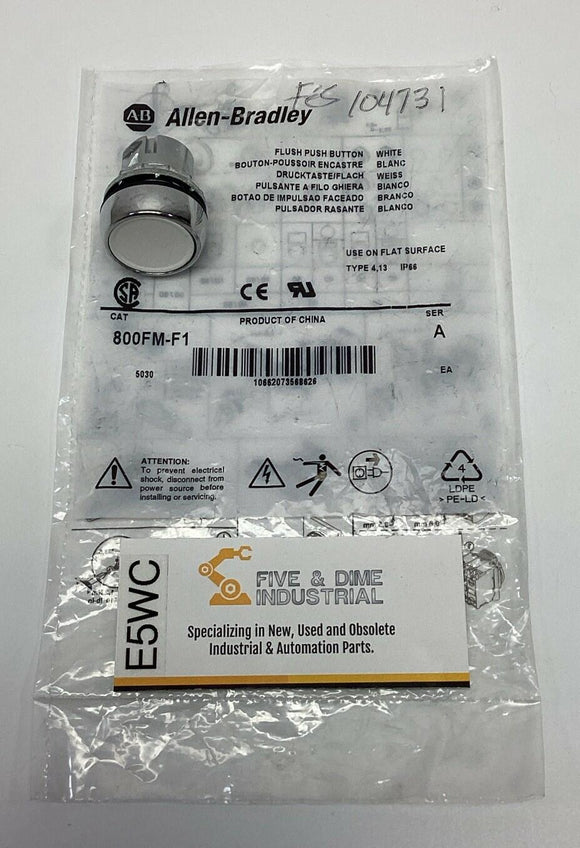 FCS 104731
AB Allen-Bradley
FLUSH PUSH BUTTON WHITE
BOUTON-POUSSOIR ENCASTRE BLANC
DRUCKTASTE/FLACH WEISS
PULSANTE A FILO GHIERA BIANCO
BOTAO DE IMPULSAO FACEADO BRANCO
PULSADOR RASANTE BLANCO
USE ON FLAT SURFACE
TYPE 4,13 IP66
CAT
PRODUCT OF CHINA
SER
800FM-F1
A
5030
10662073568626
EA
ATTENTION:
To prevent electrical
shock, disconnect from
power source before
installing or servicing.
4
LDPE
> PE-LD <
E5WC
FIVE & DIME
INDUSTRIAL
Specializing in New, Used and Obsolete
Industrial & Automation Parts.